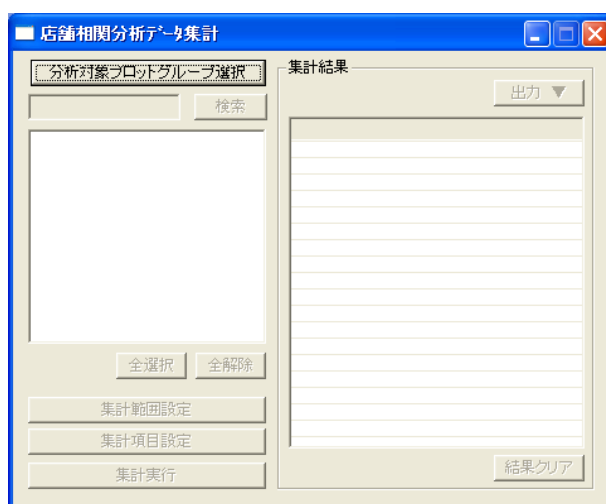 店舗相関分析ﾃﾞｰﾀ集計
分析対象プロットグループ選択
検索
全選択
全解除
集計範囲設定
集計項目設定
集計実行
集計結果
出力 ▼
結果クリア